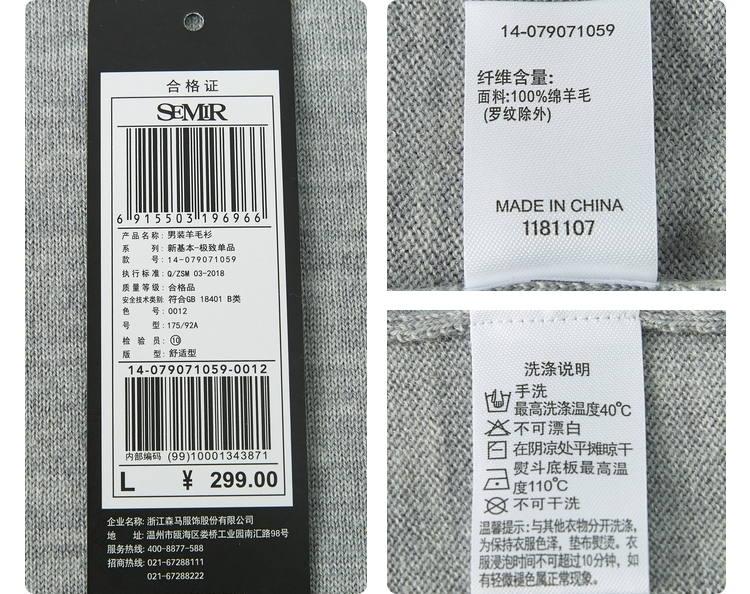 合格证
SEMIR
6 915503 196966
产品名称: 男装羊毛衫
系 列: 新基本-极致单品
款 号: 14-079071059
执行标准: Q/ZSM 03-2018
质量等级: 合格品
安全技术类别: 符合GB 18401 B类
色 号: 0012
号 型: 175/92A
检 验 员: ⑩
版 型: 舒适型
14-079071059-0012
内部编码 (99)10001343871
L ¥ 299.00
企业名称: 浙江森马服饰股份有限公司
地 址: 温州市瓯海区娄桥工业园南汇路98号
服务热线: 400-8877-588
招商热线: 021-67288111
021-67288222
14-079071059
纤维含量:
面料:100%绵羊毛
(罗纹除外)
MADE IN CHINA
1181107
洗涤说明
手洗
最高洗涤温度40℃
不可漂白
在阴凉处平摊晾干
熨斗底板最高温
度110℃
不可干洗
温馨提示:与其他衣物分开洗涤,
为保持衣服色泽,垫布熨烫。衣
服浸泡时间不可超过10分钟,如
有轻微褪色属正常现象。